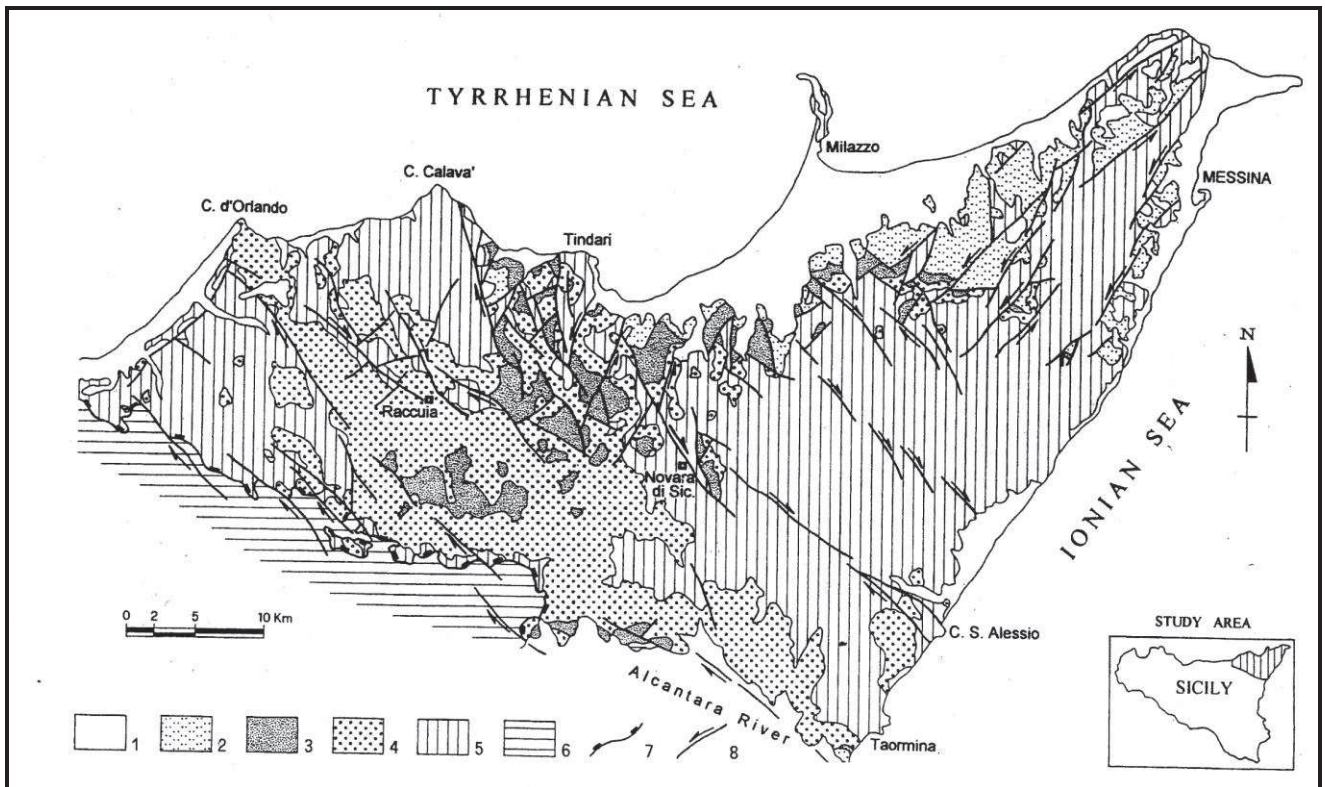 TYRRHENIAN SEA
Milazzo
MESSINA
C. Calava'
C. d'Orlando
Tindari
N
Raccuia
Novara
di Sic.
IONIAN SEA
0 2 5 10 Km
C. S. Alessio
STUDY AREA
SICILY
Alcantara River
Taormina
1 2 3 4 5 6 7 8